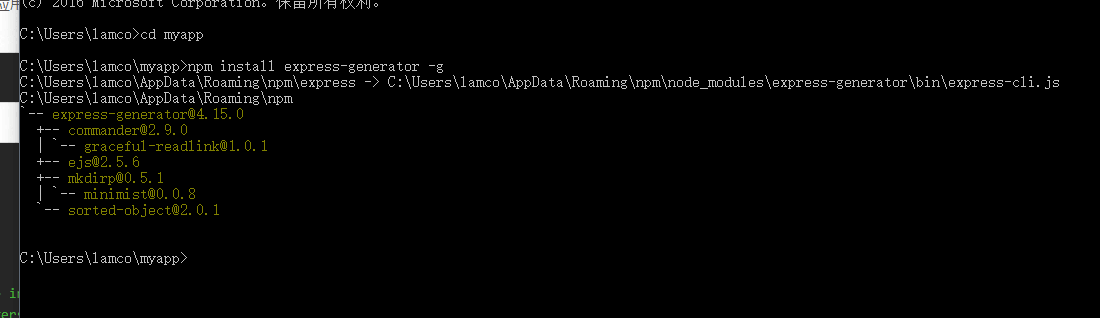 应用
(c) 2016 Microsoft Corporation。保留所有权利。
C:\Users\lamco>cd myapp
C:\Users\lamco\myapp>npm install express-generator -g
C:\Users\lamco\AppData\Roaming\npm\express -> C:\Users\lamco\AppData\Roaming\npm\node_modules\express-generator\bin\express-cli.js
C:\Users\lamco\AppData\Roaming\npm
`-- express-generator@4.15.0
+-- commander@2.9.0
| `-- graceful-readlink@1.0.1
+-- ejs@2.5.6
+-- mkdirp@0.5.1
| `-- minimist@0.0.8
`-- sorted-object@2.0.1
C:\Users\lamco\myapp>